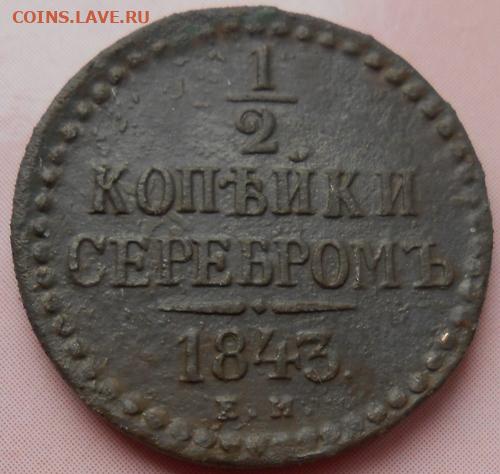 COINS.LAVE.RU
1
2
КОПѢЙКИ
СЕРЕБРОМЪ
1843.
Е.М.